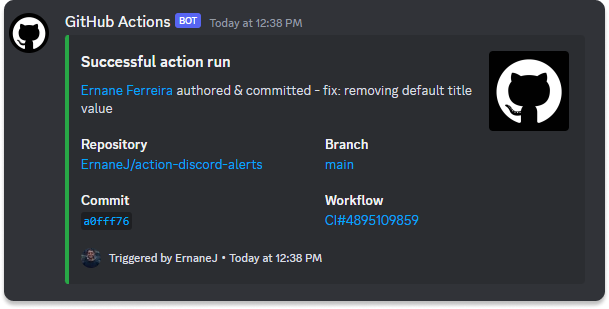 GitHub Actions BOT Today at 12:38 PM
Successful action run
Ernane Ferreira authored & committed - fix: removing default title
value
Repository Branch
ErnaneJ/action-discord-alerts main
Commit Workflow
a0fff76 CI#4895109859
Triggered by ErnaneJ • Today at 12:38 PM